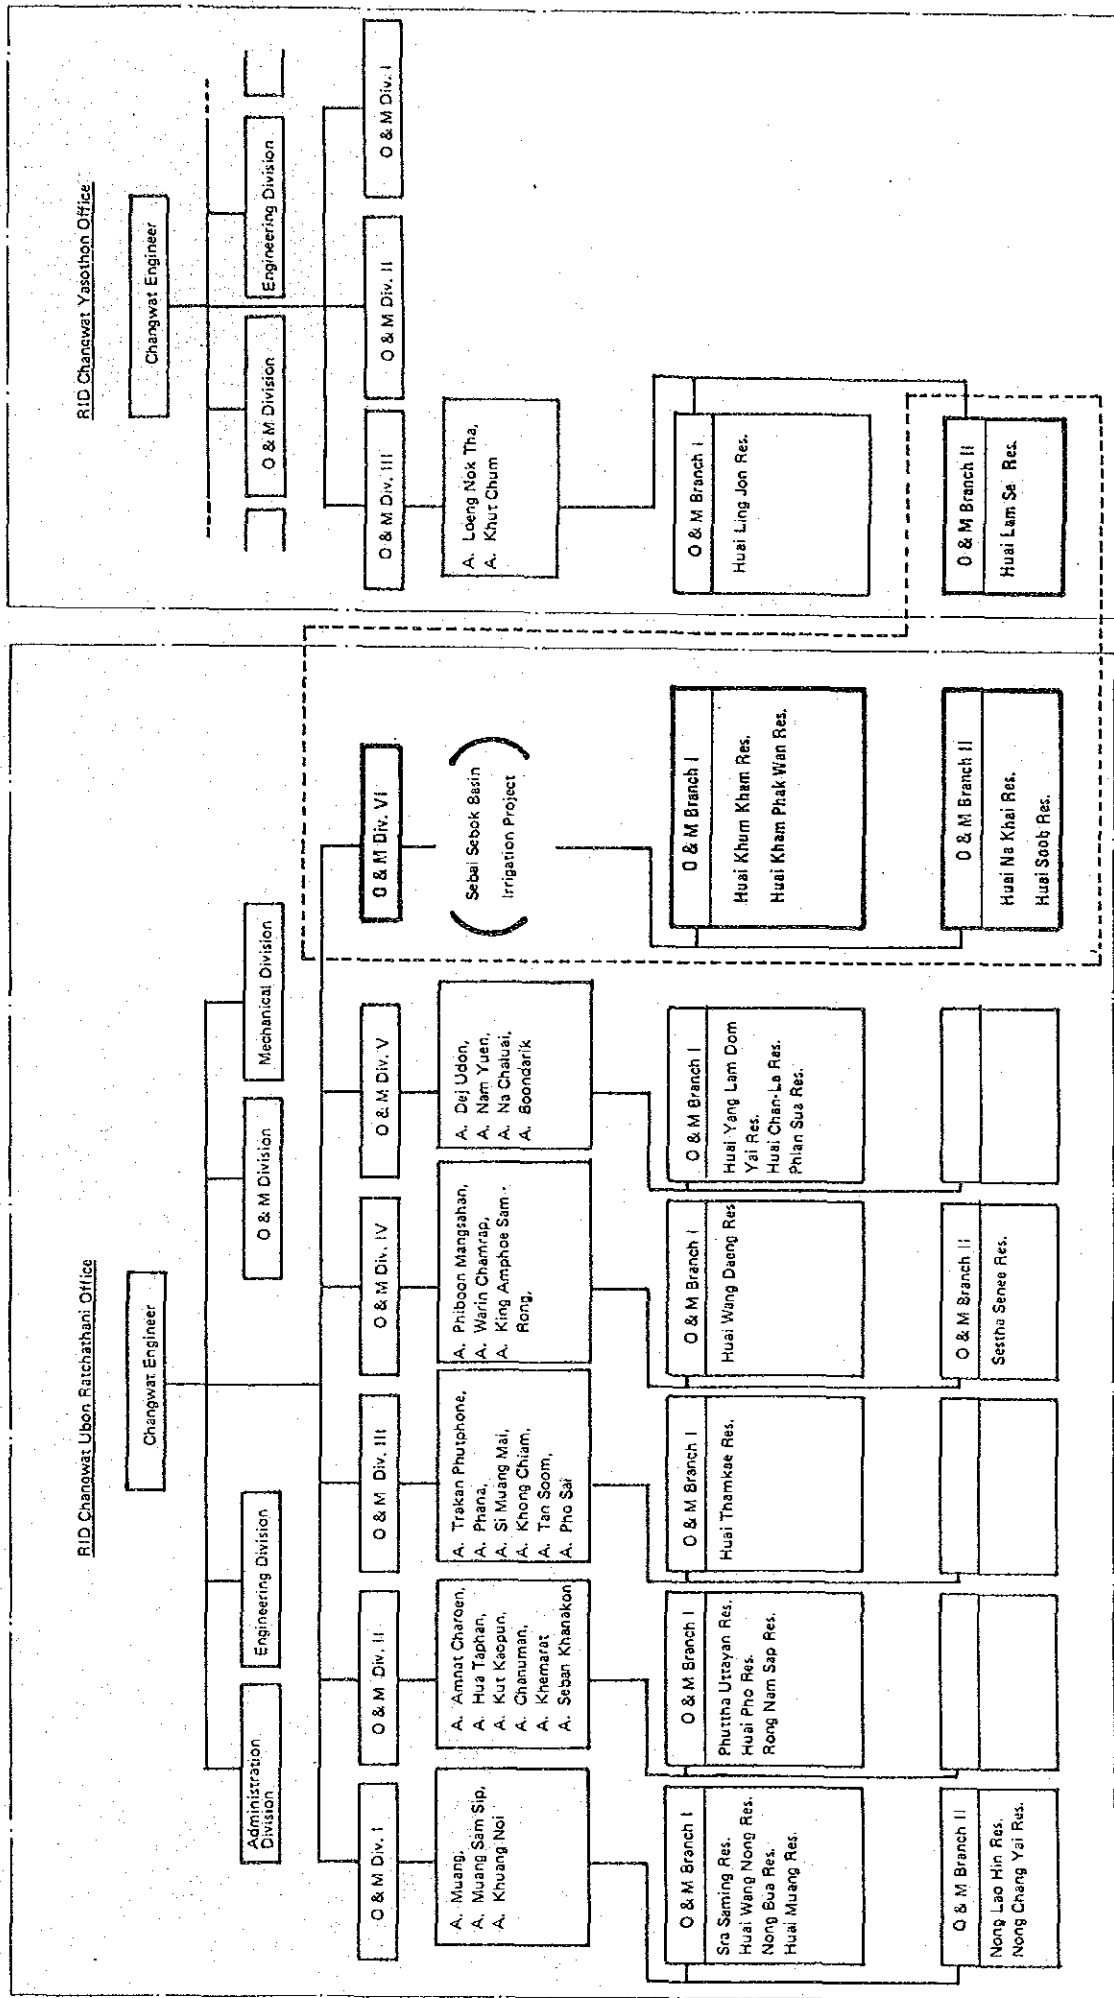 RID Changwat Ubon Ratchathani Office
Changwat Engineer
Administration
Division
Engineering Division
O & M Division
Mechanical Division
O & M Div. I
O & M Div. II
O & M Div. III
O & M Div. IV
O & M Div. V
O & M Div. VI
A. Muang,
A. Muang Sam Sip,
A. Khuang Noi
A. Amnat Charoen,
A. Hua Taphan,
A. Kut Kaopun,
A. Chanuman,
A. Khemarat
A. Seban Khanakon
A. Trakan Phutphone,
A. Phana,
A. Si Muang Mai,
A. Khong Chiam,
A. Tan Soom,
A. Pho Sai
A. Phiboon Mangsahan,
A. Warin Chamrap,
A. King Amphoe Sam-
Rong,
A. Dej Udon,
A. Nam Yuen,
A. Na Chaluai,
A. Boondarik
Sebai Sebok Basin
Irrigation Project
O & M Branch I
Sra Saming Res.
Huai Wang Nong Res.
Nong Bua Res.
Huai Muang Res.
O & M Branch I
Phuttha Uttayan Res.
Huai Pho Res.
Rong Nam Sap Res.
O & M Branch I
Huai Thamkae Res.
O & M Branch I
Huai Wang Daeng Res
O & M Branch I
Huai Yang Lam Dom
Yai Res.
Huai Chan-La Res.
Phlan Sua Res.
O & M Branch I
Huai Khum Kham Res.
Huai Kham Phak Wan Res.
O & M Branch II
Nong Lao Hin Res.
Nong Chang Yai Res.
O & M Branch II
Sestha Senee Res.
O & M Branch II
Huai Na Khai Res.
Huai Soob Res.
RID Changwat Yasothon Office
Changwat Engineer
O & M Division
Engineering Division
O & M Div. III
O & M Div. II
O & M Div. I
A. Loeng Nok Tha,
A. Khut Chum
O & M Branch I
Huai Ling Jon Res.
O & M Branch II
Huai Lam Se Res.